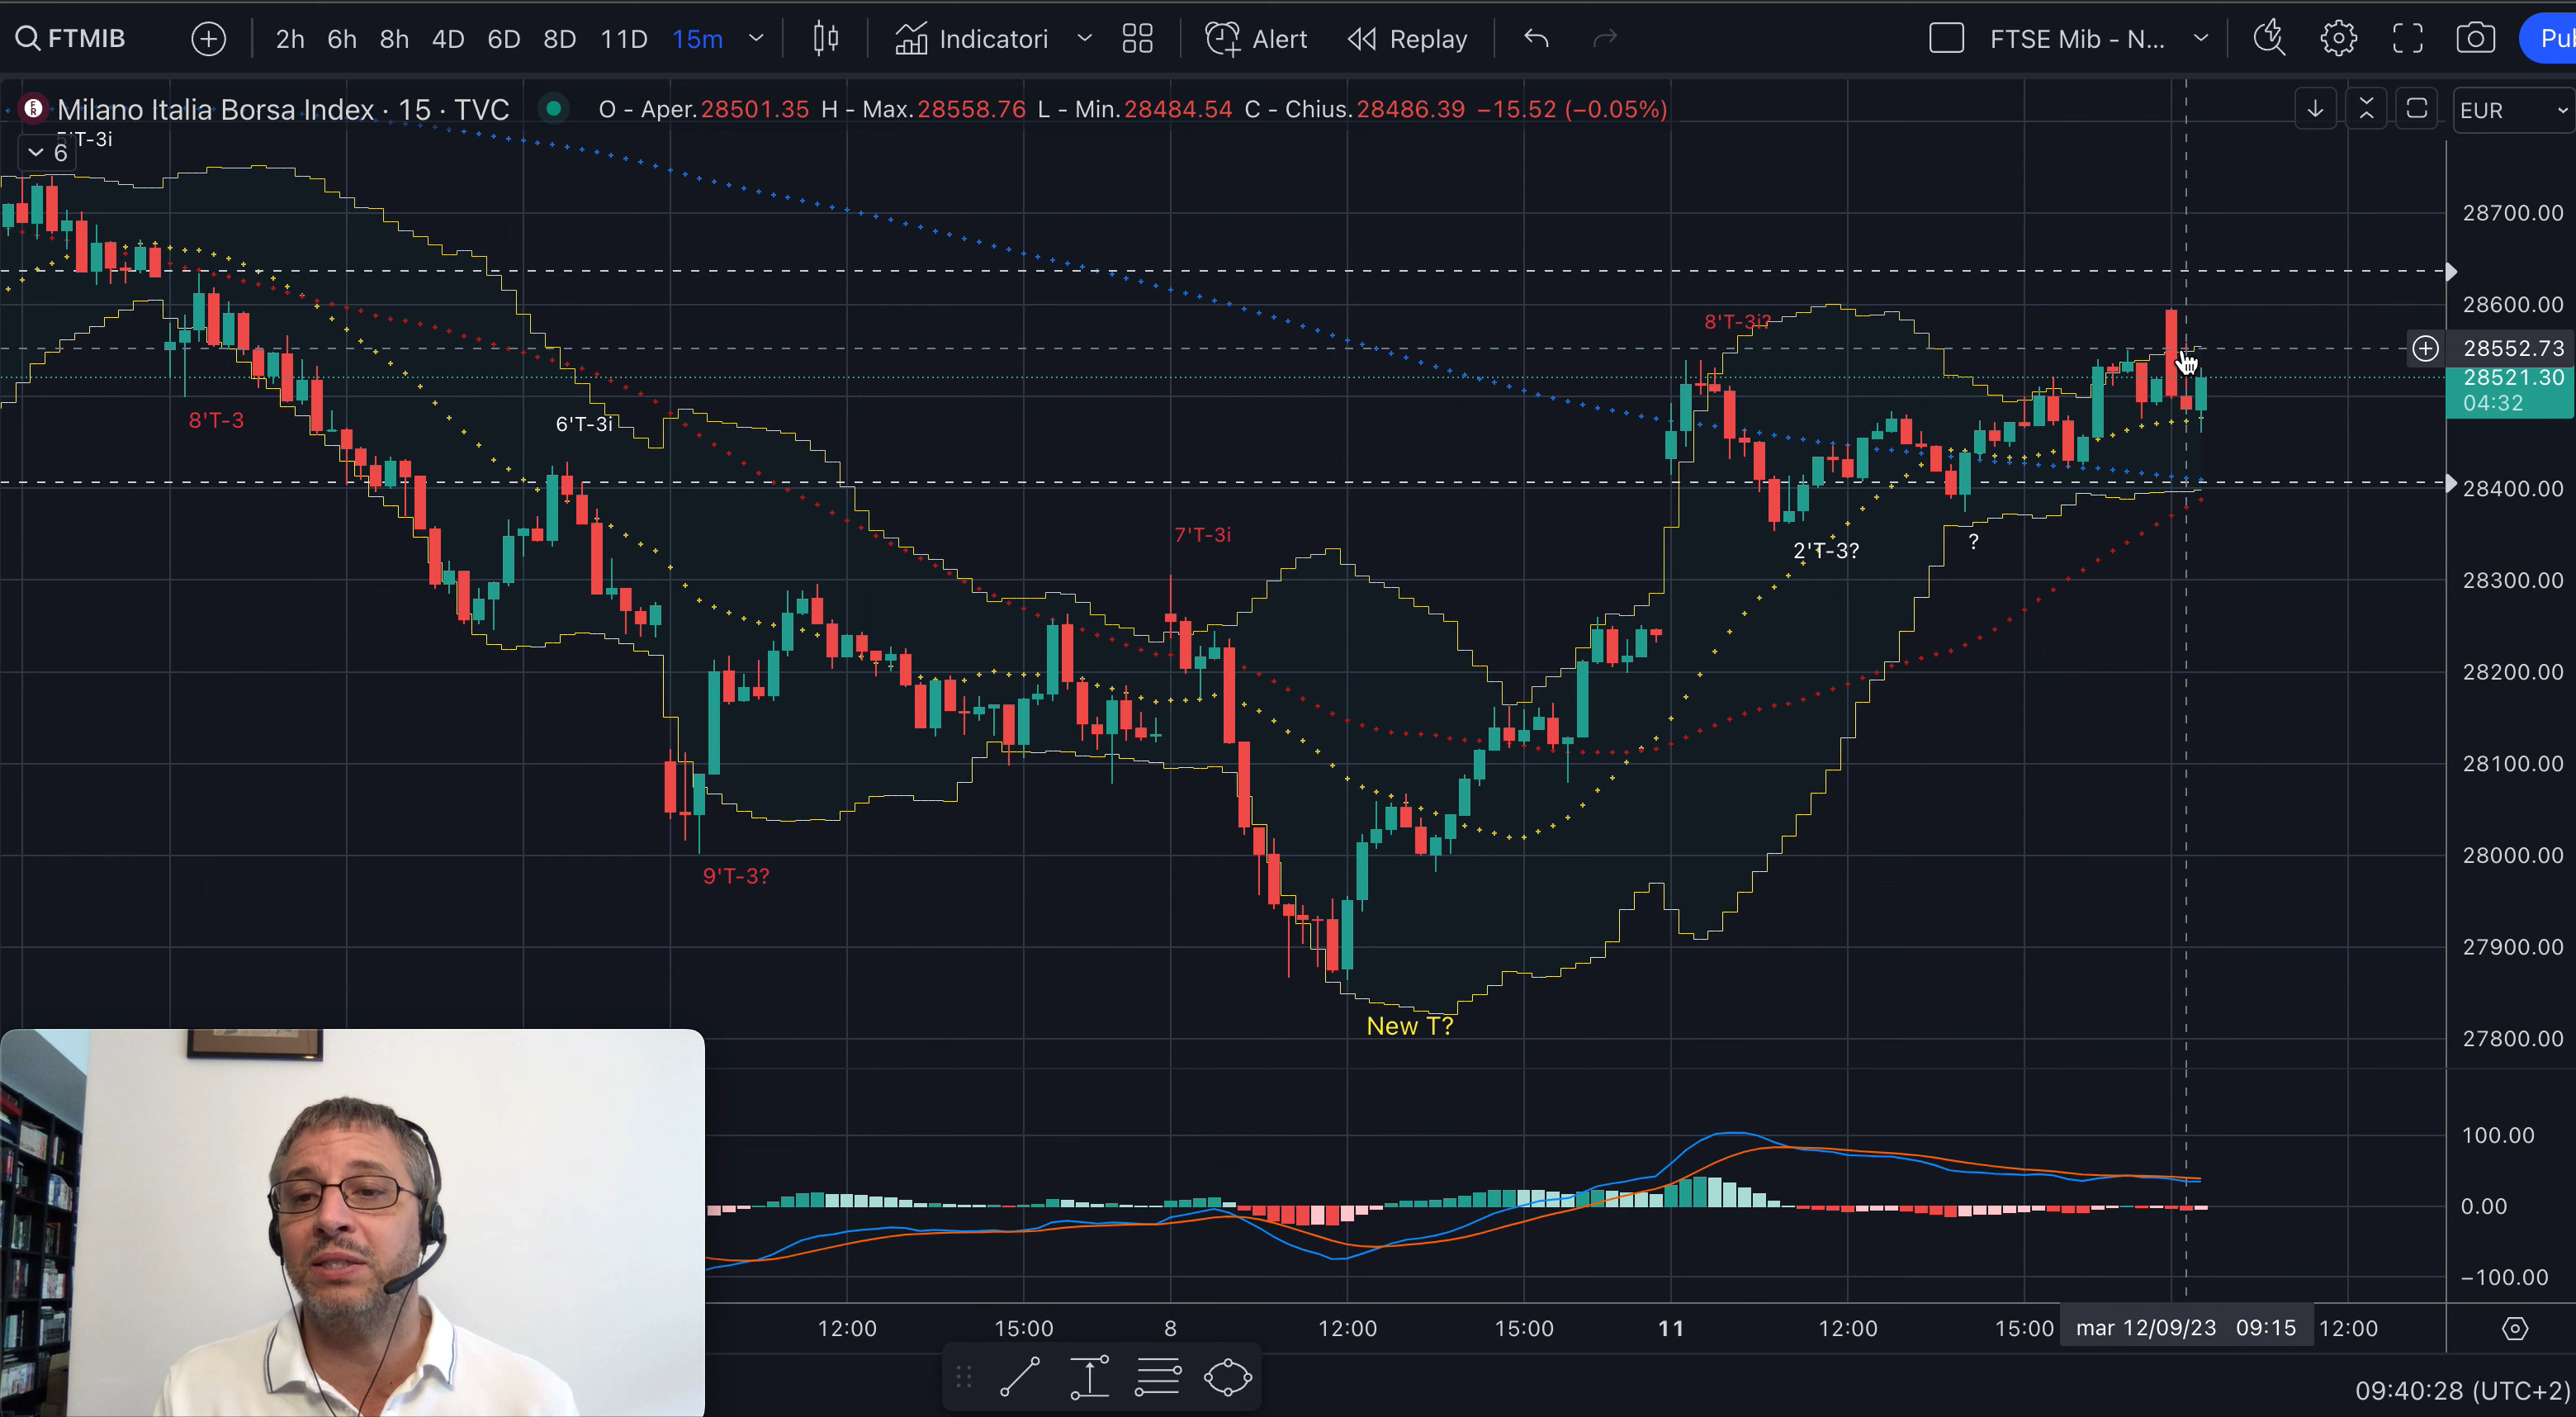 FTMIB 2h 6h 8h 4D 6D 8D 11D 15m Indicatori Alert Replay FTSE Mib - N... Pub
Milano Italia Borsa Index · 15 · TVC O - Aper.28501.35 H - Max.28558.76 L - Min.28484.54 C - Chius.28486.39 −15.52 (−0.05%) EUR
5'T-3i
6
28700.00
28600.00
8'T-3i?
28552.73
28521.30
04:32
8'T-3
6'T-3i
28400.00
7'T-3i
2'T-3?
?
28300.00
28200.00
28100.00
28000.00
9'T-3?
27900.00
New T?
27800.00
100.00
0.00
−100.00
12:00 15:00 8 12:00 15:00 11 12:00 15:00 mar 12/09/23 09:15 12:00
09:40:28 (UTC+2)